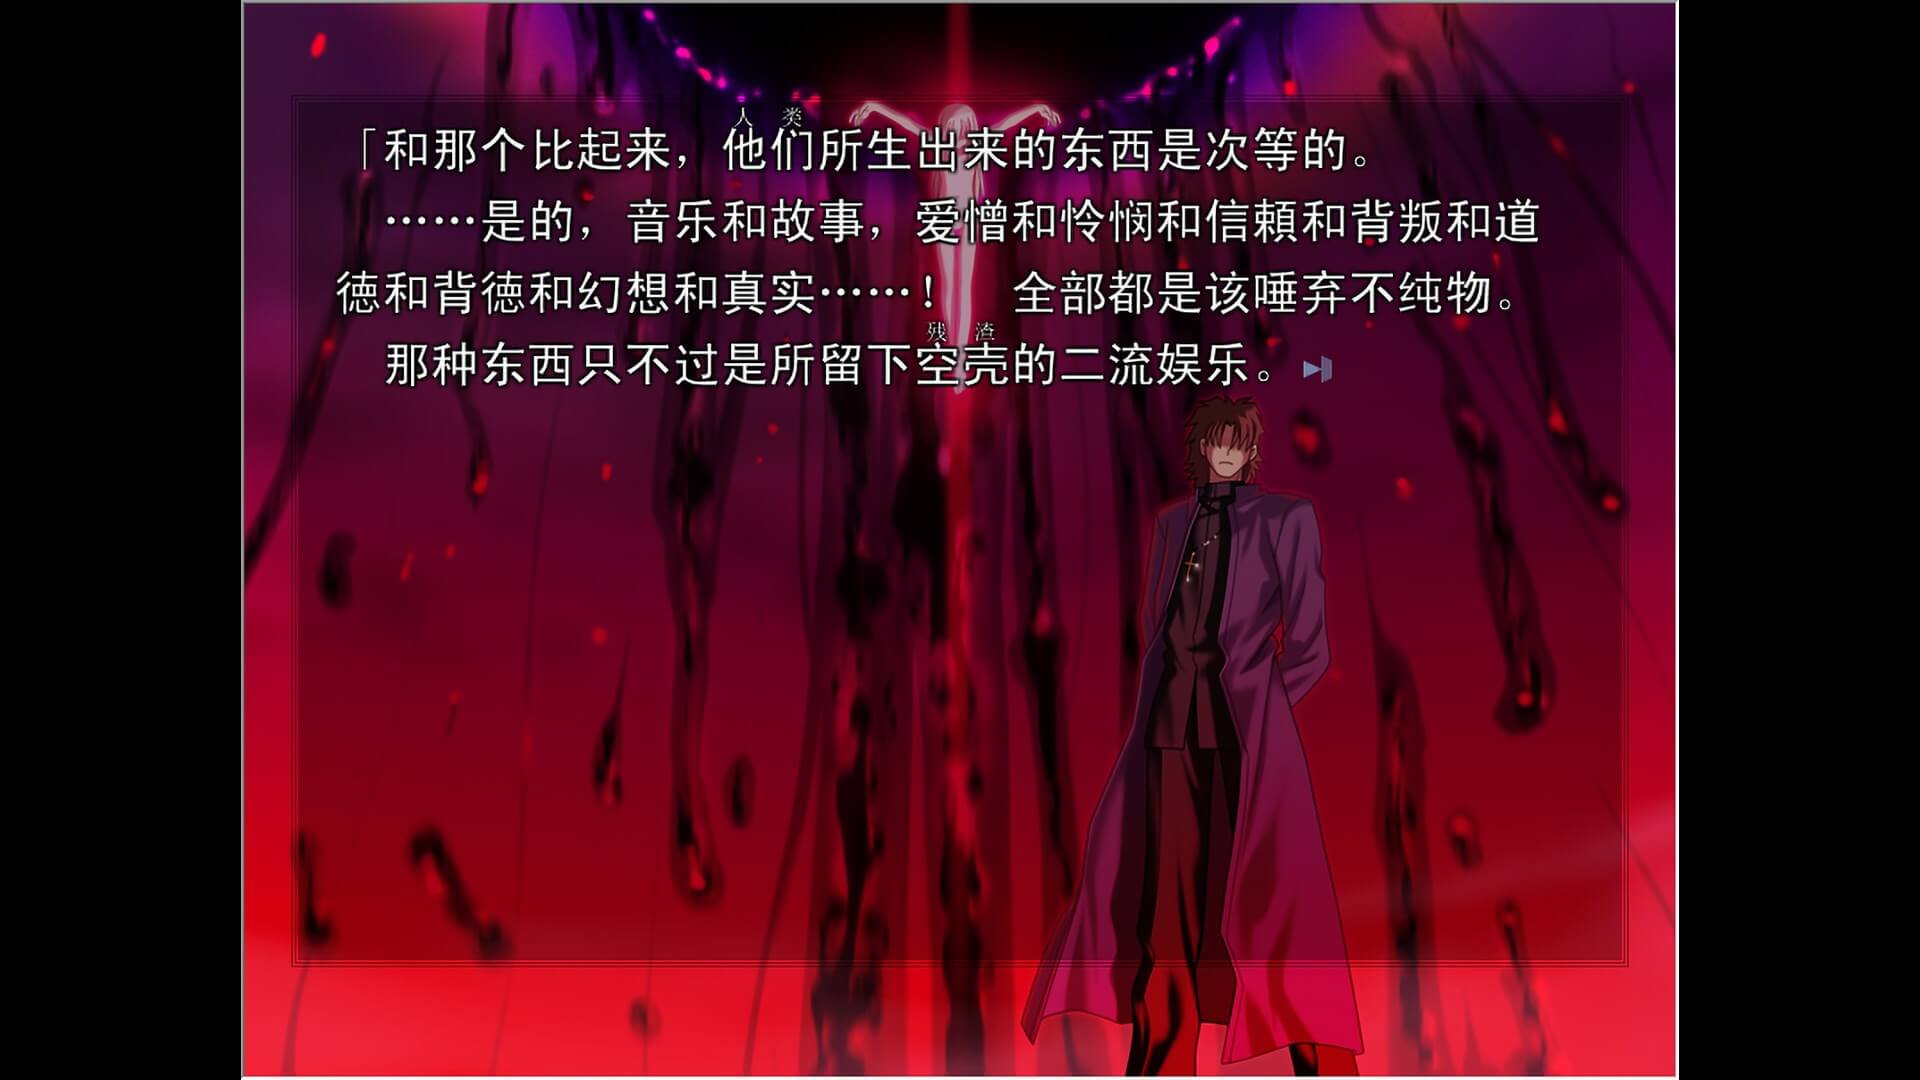 人类
「和那个比起来，他们所生出来的东西是次等的。
……是的，音乐和故事，爱憎和怜悯和信頼和背叛和道
徳和背徳和幻想和真实……！　全部都是该唾弃不纯物。
残渣
那种东西只不过是所留下空壳的二流娱乐。